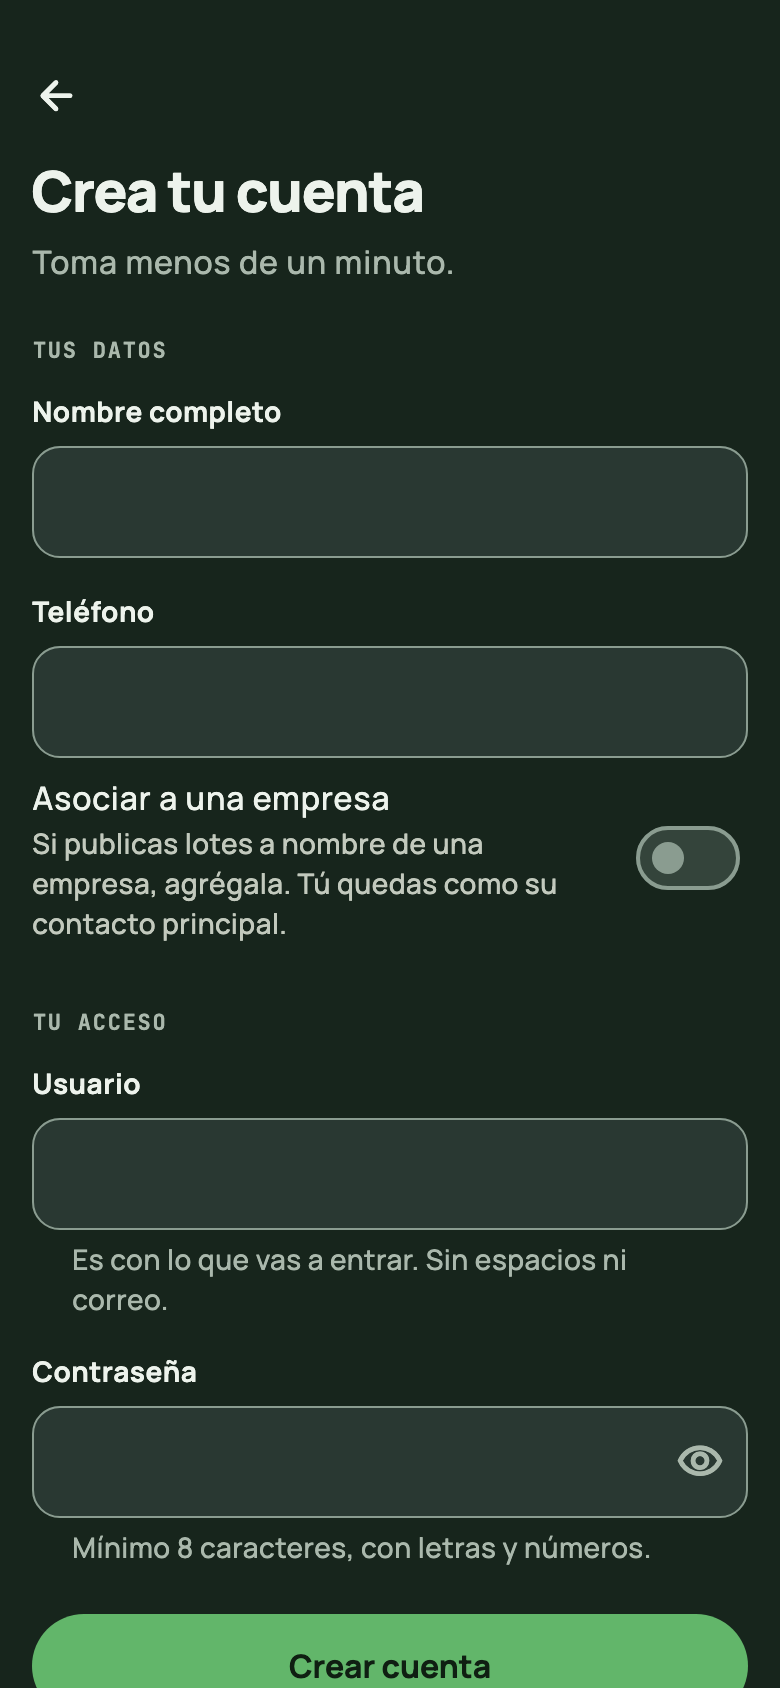 Crea tu cuenta
Toma menos de un minuto.
TUS DATOS
Nombre completo
Teléfono
Asociar a una empresa
Si publicas lotes a nombre de una
empresa, agrégala. Tú quedas como su
contacto principal.
TU ACCESO
Usuario
Es con lo que vas a entrar. Sin espacios ni
correo.
Contraseña
Mínimo 8 caracteres, con letras y números.
Crear cuenta